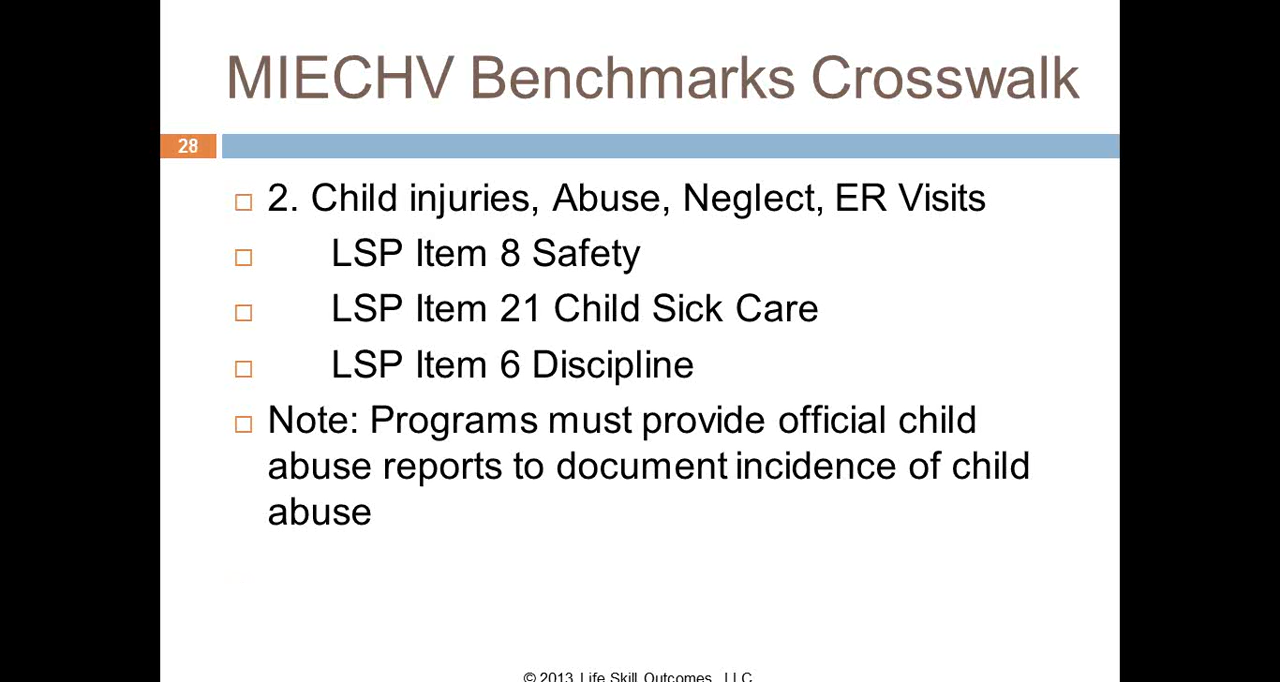 MIECHV Benchmarks Crosswalk
28
2. Child injuries, Abuse, Neglect, ER Visits
LSP Item 8 Safety
LSP Item 21 Child Sick Care
LSP Item 6 Discipline
Note: Programs must provide official child
abuse reports to document incidence of child
abuse
© 2013 Life Skill Outcomes, LLC